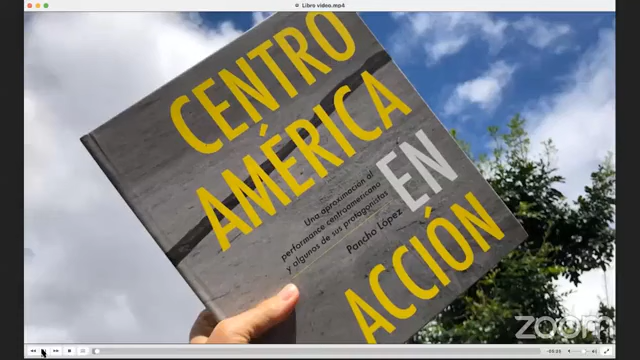 Libro video.mp4
CENTRO
AMÉRICA
EN
ACCIÓN
Una aproximación al
performance centroamericano
y algunos de sus protagonistas
Pancho López
zoom